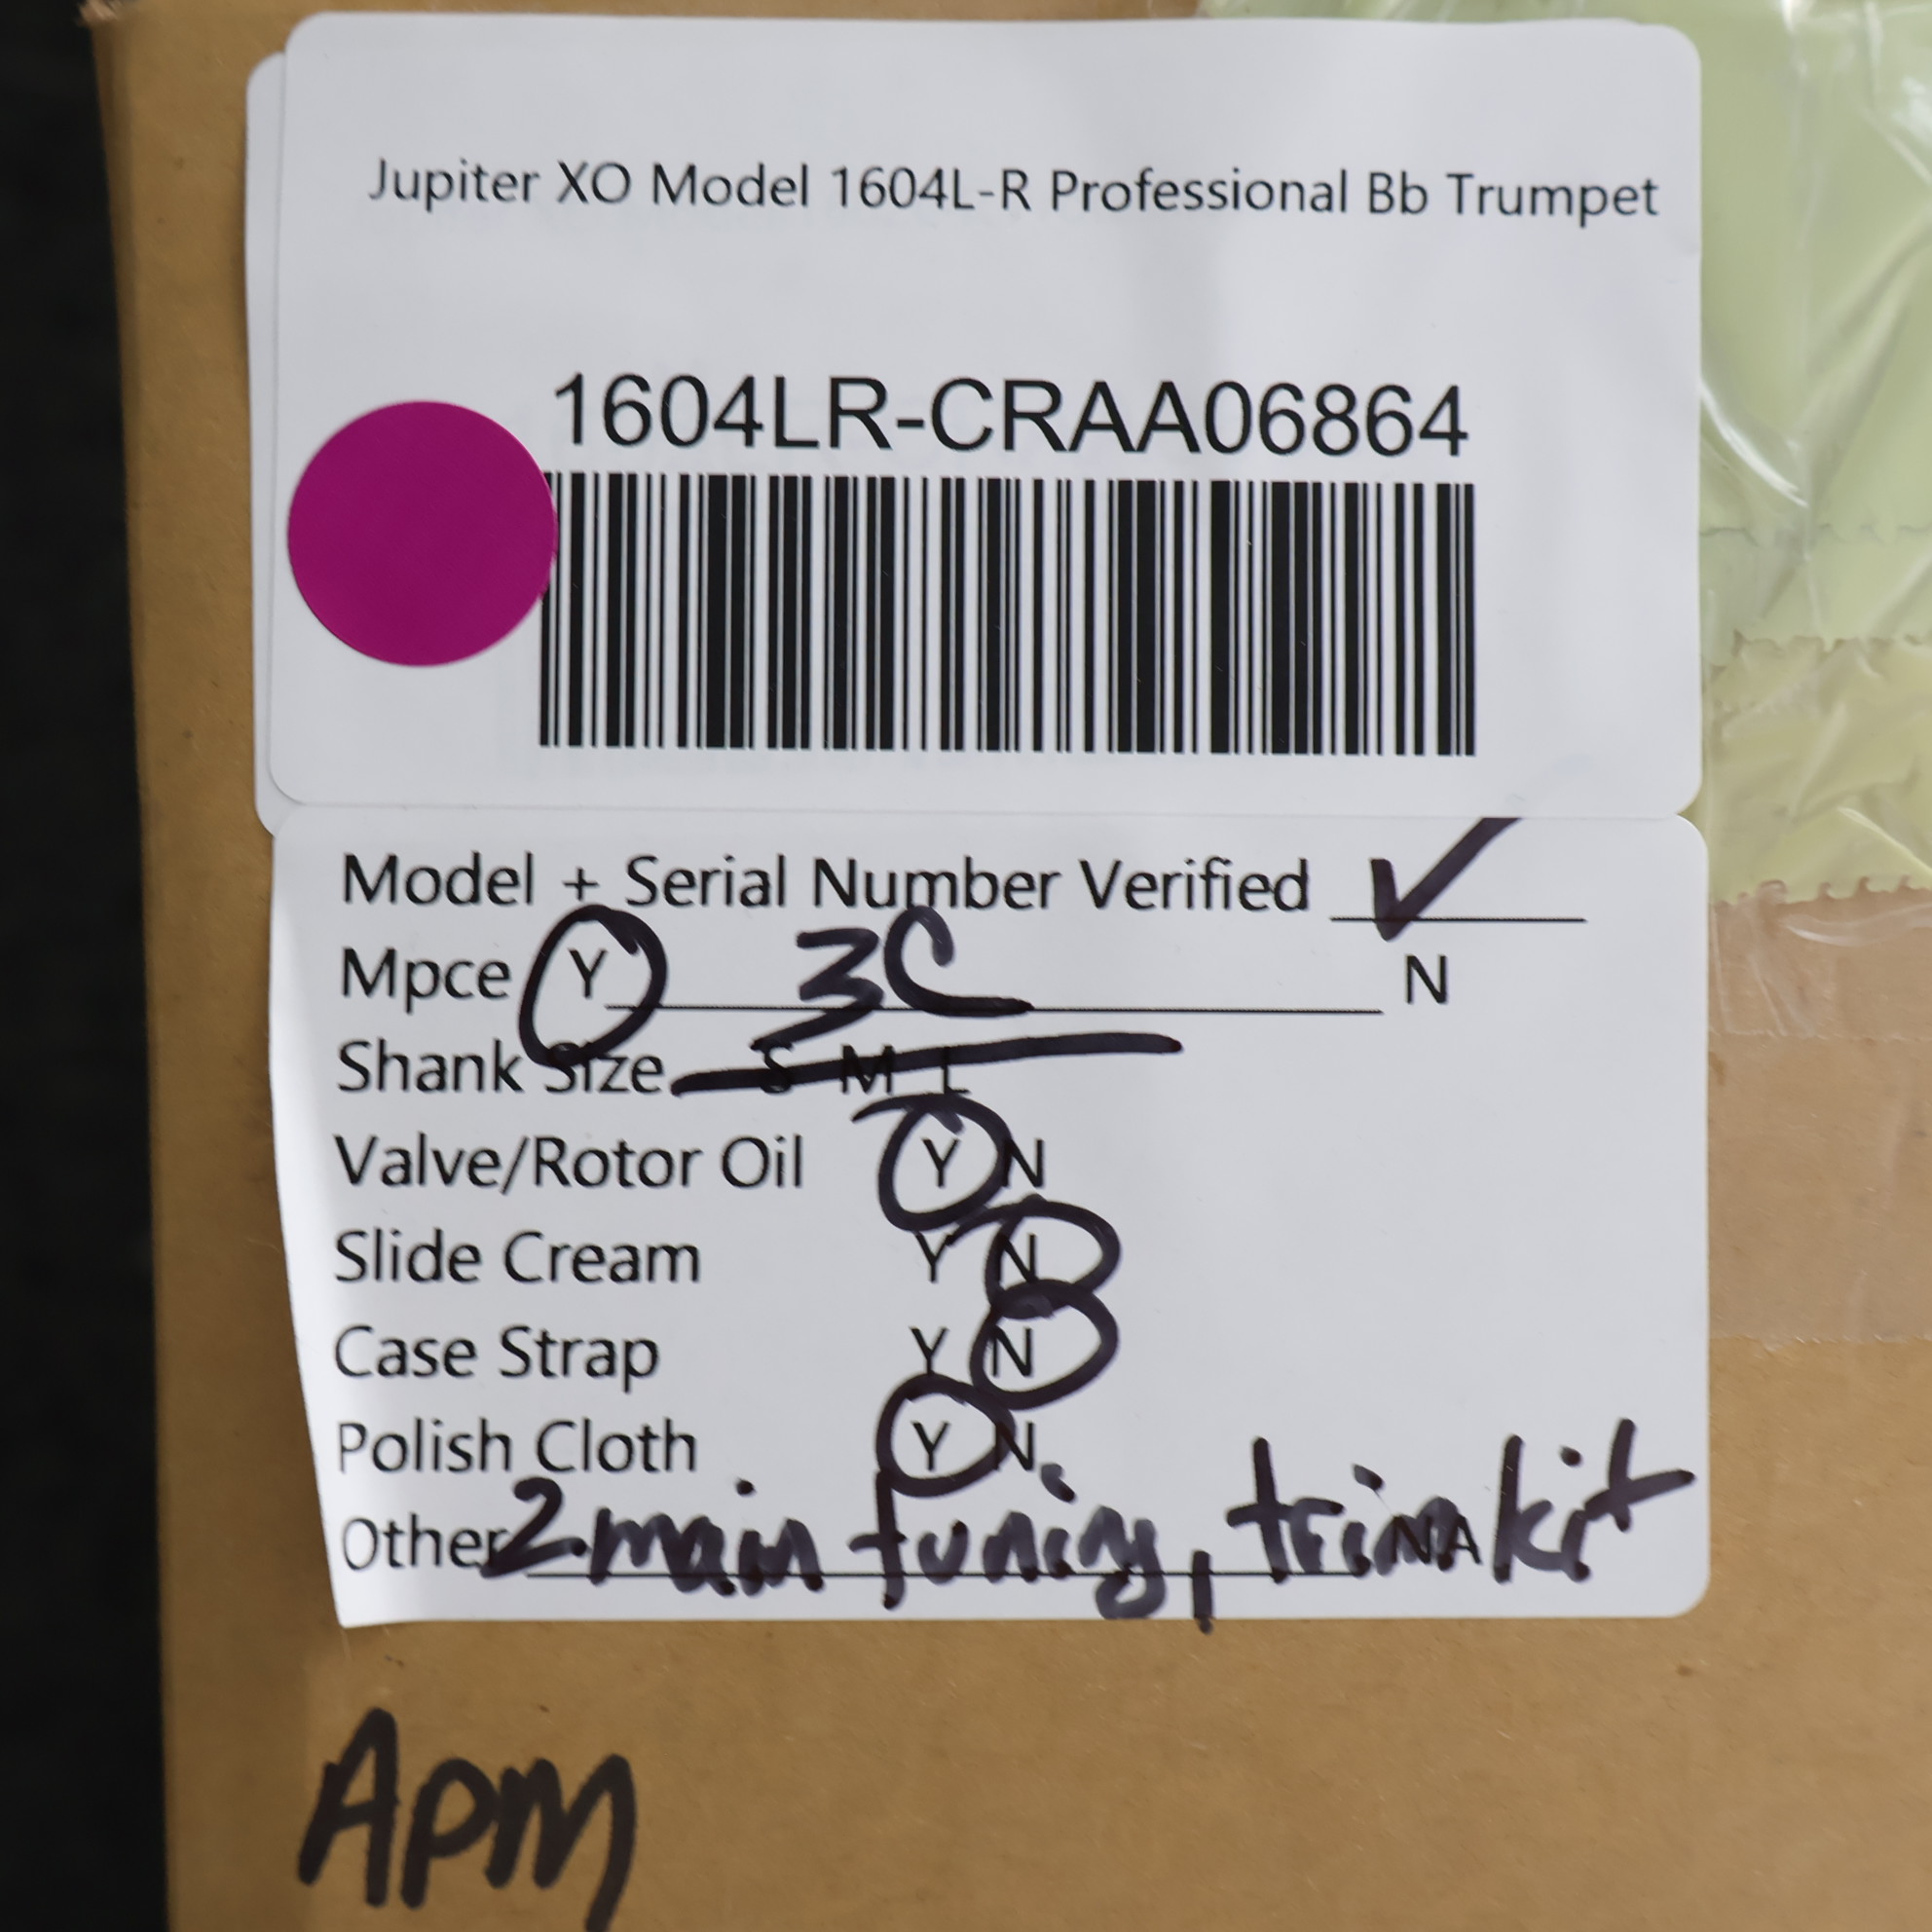 Jupiter XO Model 1604L-R Professional Bb Trumpet
1604LR-CRAA06864
Model + Serial Number Verified ✓
Mpce Y 3C N
Shank Size S M L
Valve/Rotor Oil Y N
Slide Cream Y N
Case Strap Y N
Polish Cloth Y N
Other 2 main tuning, trim kit NA
APM